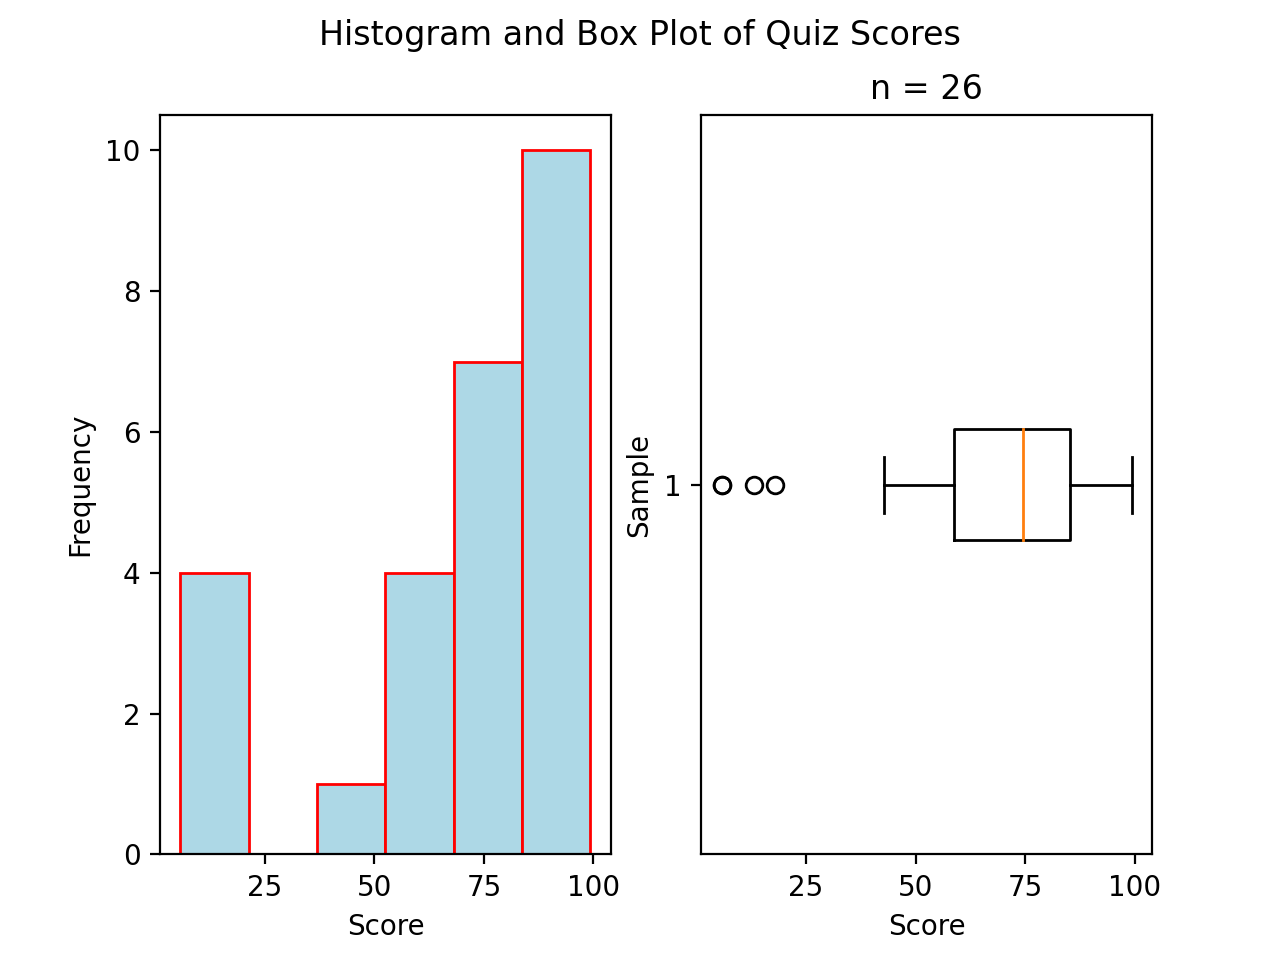 Histogram and Box Plot of Quiz Scores
10
8
6
4
2
0
Frequency
25 50 75 100
Score
n = 26
Sample
1
25 50 75 100
Score